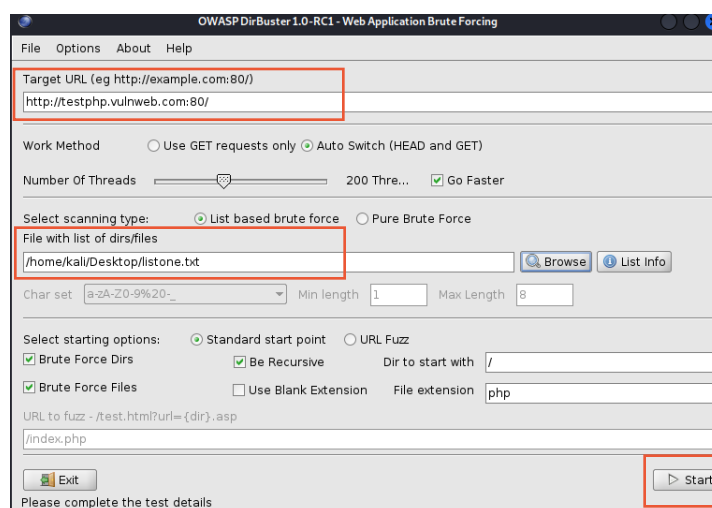 OWASP DirBuster 1.0-RC1 - Web Application Brute Forcing
File Options About Help
Target URL (eg http://example.com:80/)
http://testphp.vulnweb.com:80/
Work Method Use GET requests only Auto Switch (HEAD and GET)
Number Of Threads 200 Thre... Go Faster
Select scanning type: List based brute force Pure Brute Force
File with list of dirs/files
/home/kali/Desktop/listone.txt Browse List Info
Char set a-zA-Z0-9%20-_ Min length 1 Max Length 8
Select starting options: Standard start point URL Fuzz
Brute Force Dirs Be Recursive Dir to start with /
Brute Force Files Use Blank Extension File extension php
URL to fuzz - /test.html?url={dir}.asp
/index.php
Exit Start
Please complete the test details